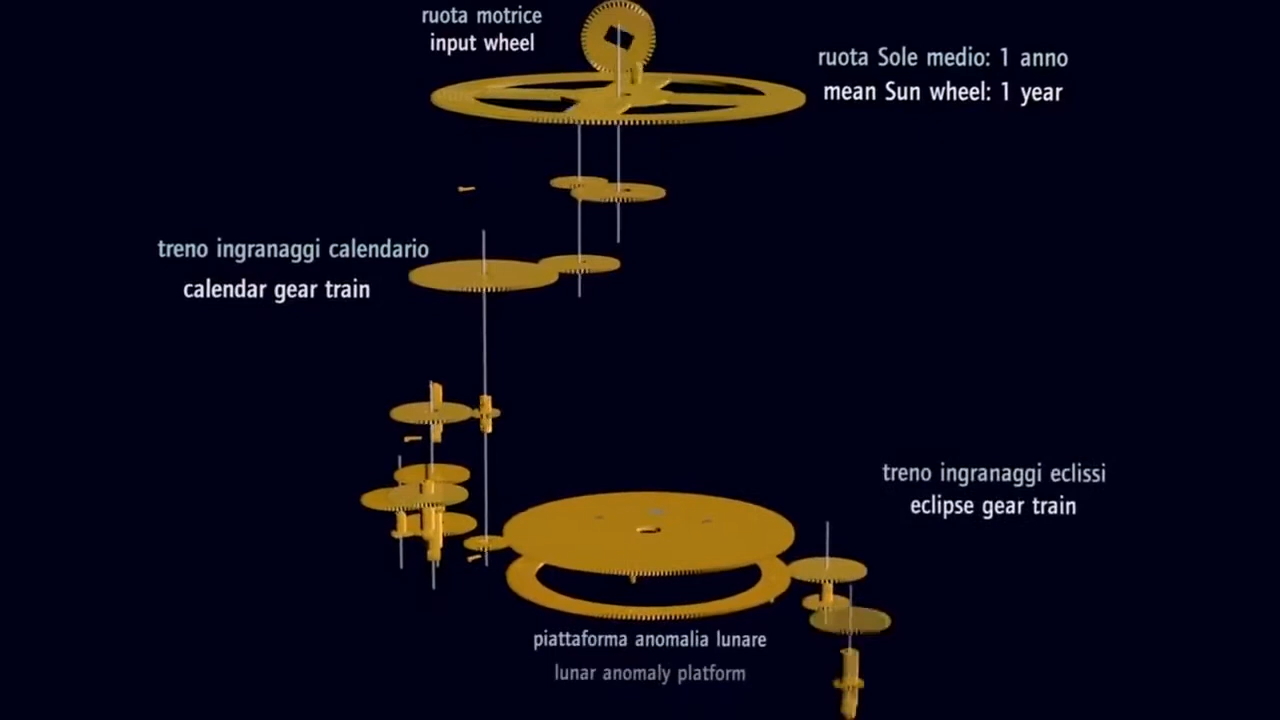 ruota motrice
input wheel
ruota Sole medio: 1 anno
mean Sun wheel: 1 year
treno ingranaggi calendario
calendar gear train
treno ingranaggi eclissi
eclipse gear train
piattaforma anomalia lunare
lunar anomaly platform